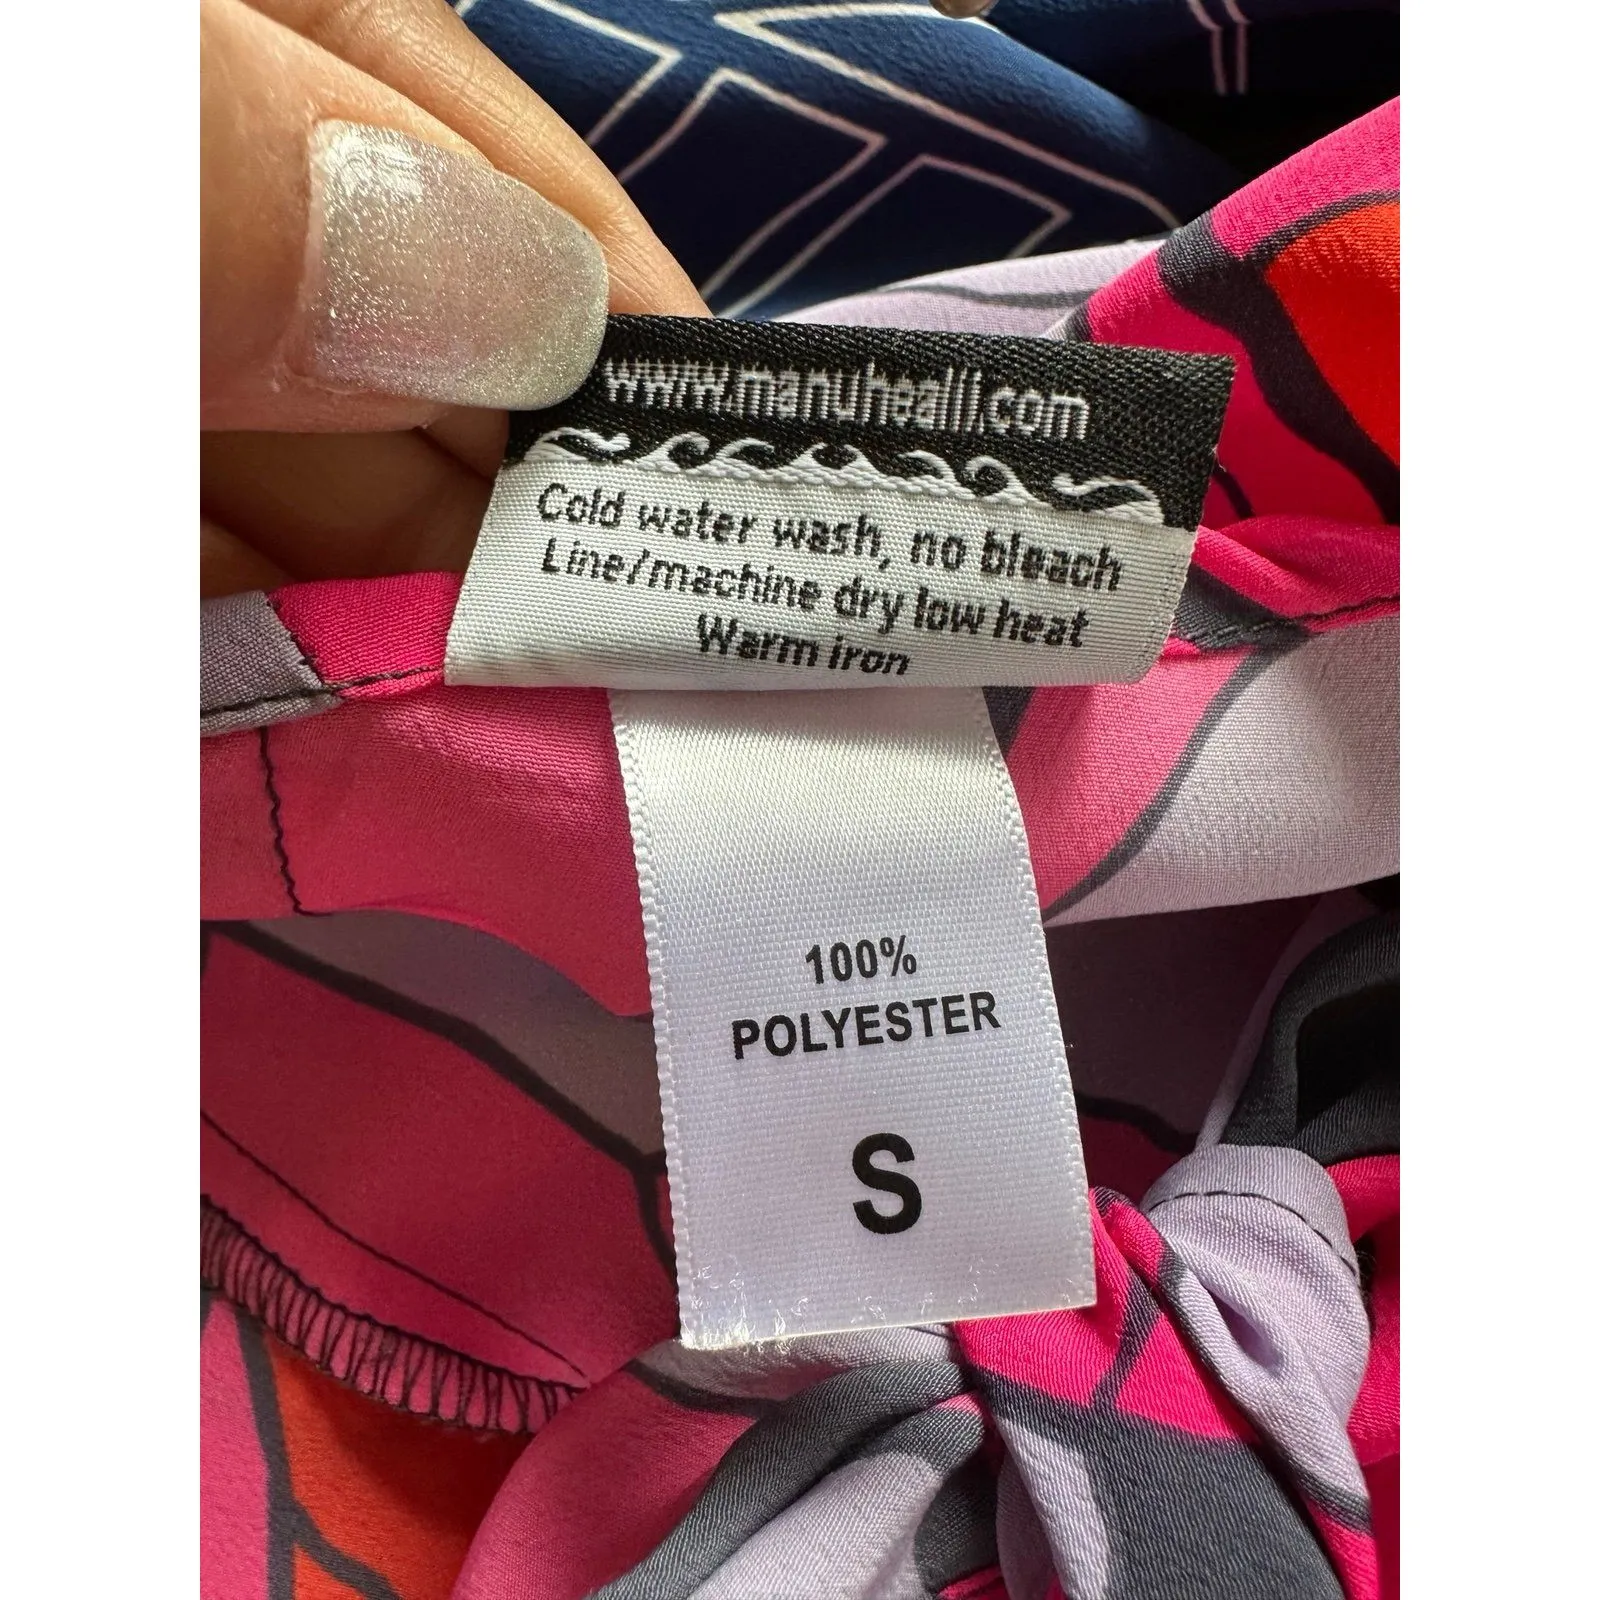 www.manuhealii.com
Cold water wash, no bleach
Line/machine dry low heat
Warm iron
100%
POLYESTER
S